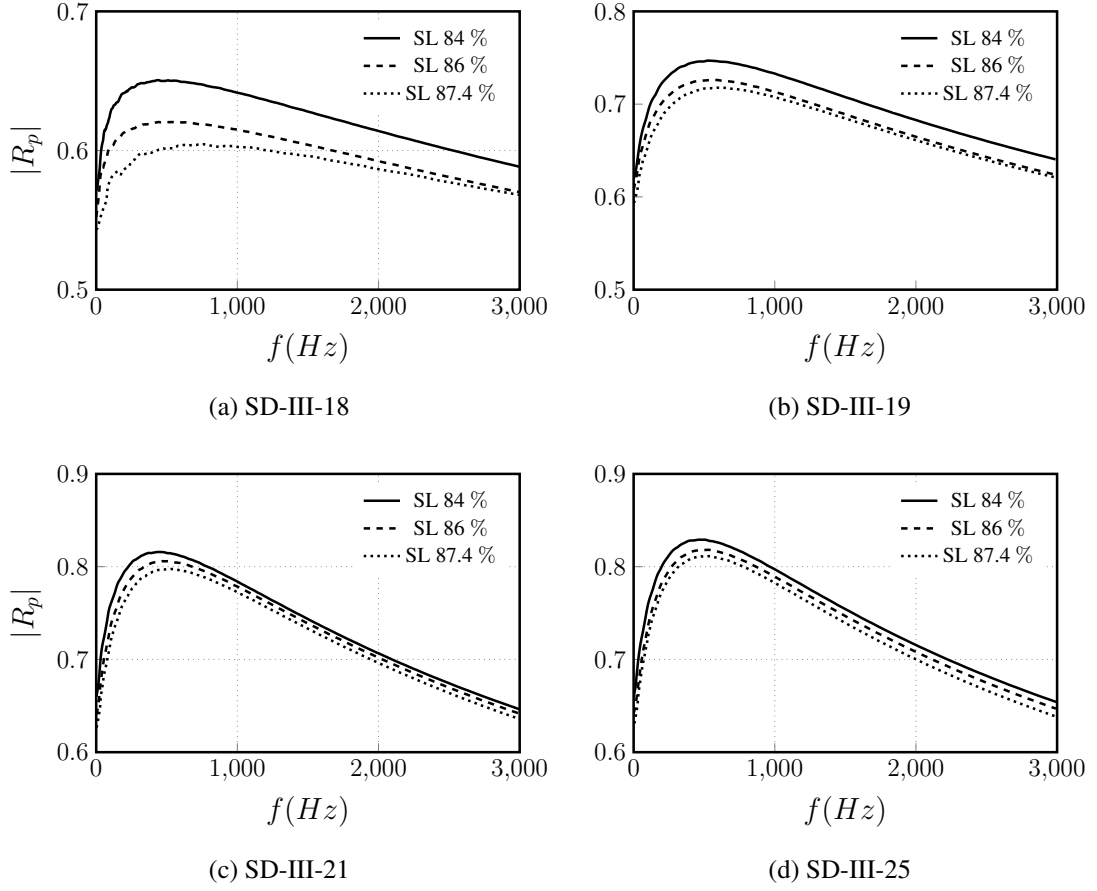 0.7
0.6
0.5
|R_p|
SL 84 %
SL 86 %
SL 87.4 %
0 1,000 2,000 3,000
f(Hz)
(a) SD-III-18
0.8
0.7
0.6
0.5
SL 84 %
SL 86 %
SL 87.4 %
0 1,000 2,000 3,000
f(Hz)
(b) SD-III-19
0.9
0.8
0.7
0.6
|R_p|
SL 84 %
SL 86 %
SL 87.4 %
0 1,000 2,000 3,000
f(Hz)
(c) SD-III-21
0.9
0.8
0.7
0.6
SL 84 %
SL 86 %
SL 87.4 %
0 1,000 2,000 3,000
f(Hz)
(d) SD-III-25